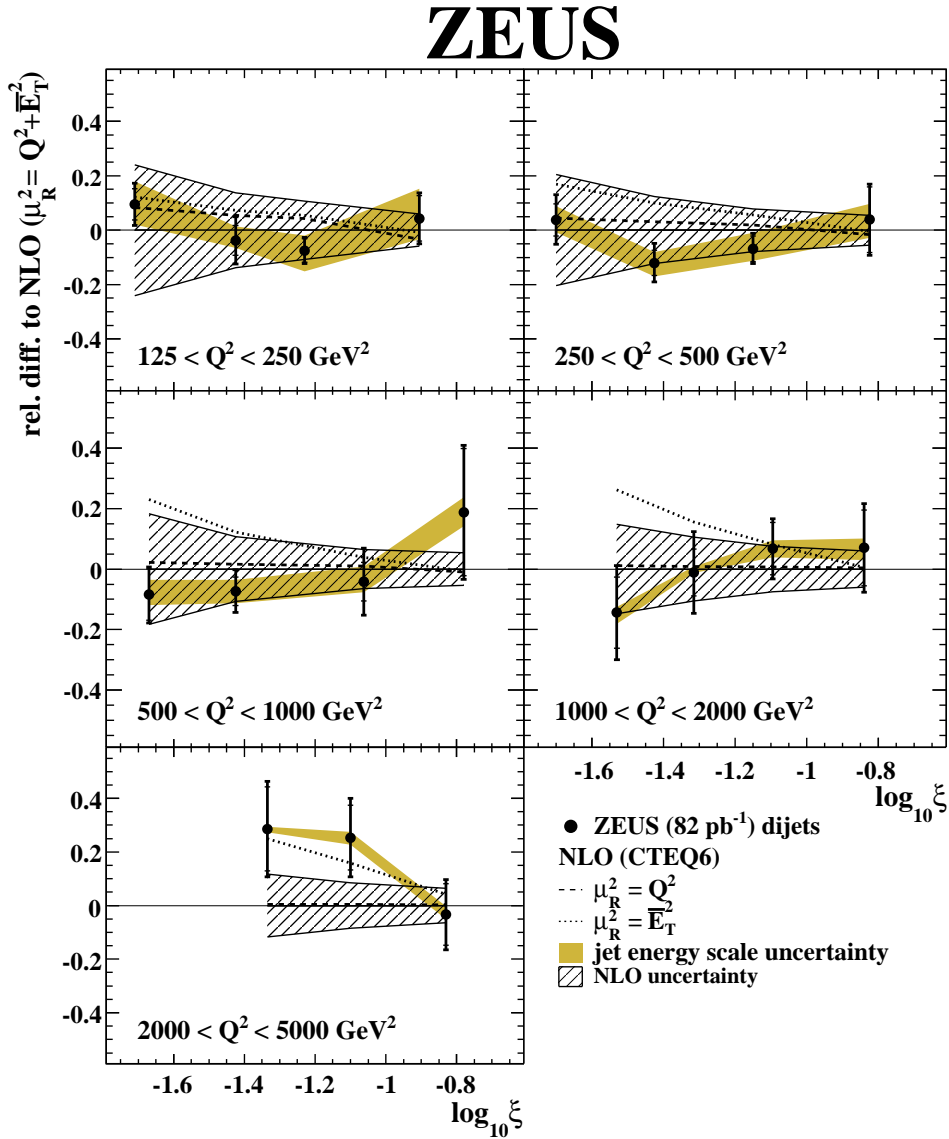 ZEUS
rel. diff. to NLO (μ_R^2 = Q^2+E̅_T^2)
0.4
0.2
0
-0.2
-0.4
125 < Q^2 < 250 GeV^2
250 < Q^2 < 500 GeV^2
0.4
0.2
0
-0.2
-0.4
500 < Q^2 < 1000 GeV^2
1000 < Q^2 < 2000 GeV^2
-1.6 -1.4 -1.2 -1 -0.8
log_10 ξ
0.4
0.2
0
-0.2
-0.4
2000 < Q^2 < 5000 GeV^2
-1.6 -1.4 -1.2 -1 -0.8
log_10 ξ
ZEUS (82 pb^-1) dijets
NLO (CTEQ6)
μ_R^2 = Q^2
μ_R^2 = E̅_T^2
jet energy scale uncertainty
NLO uncertainty